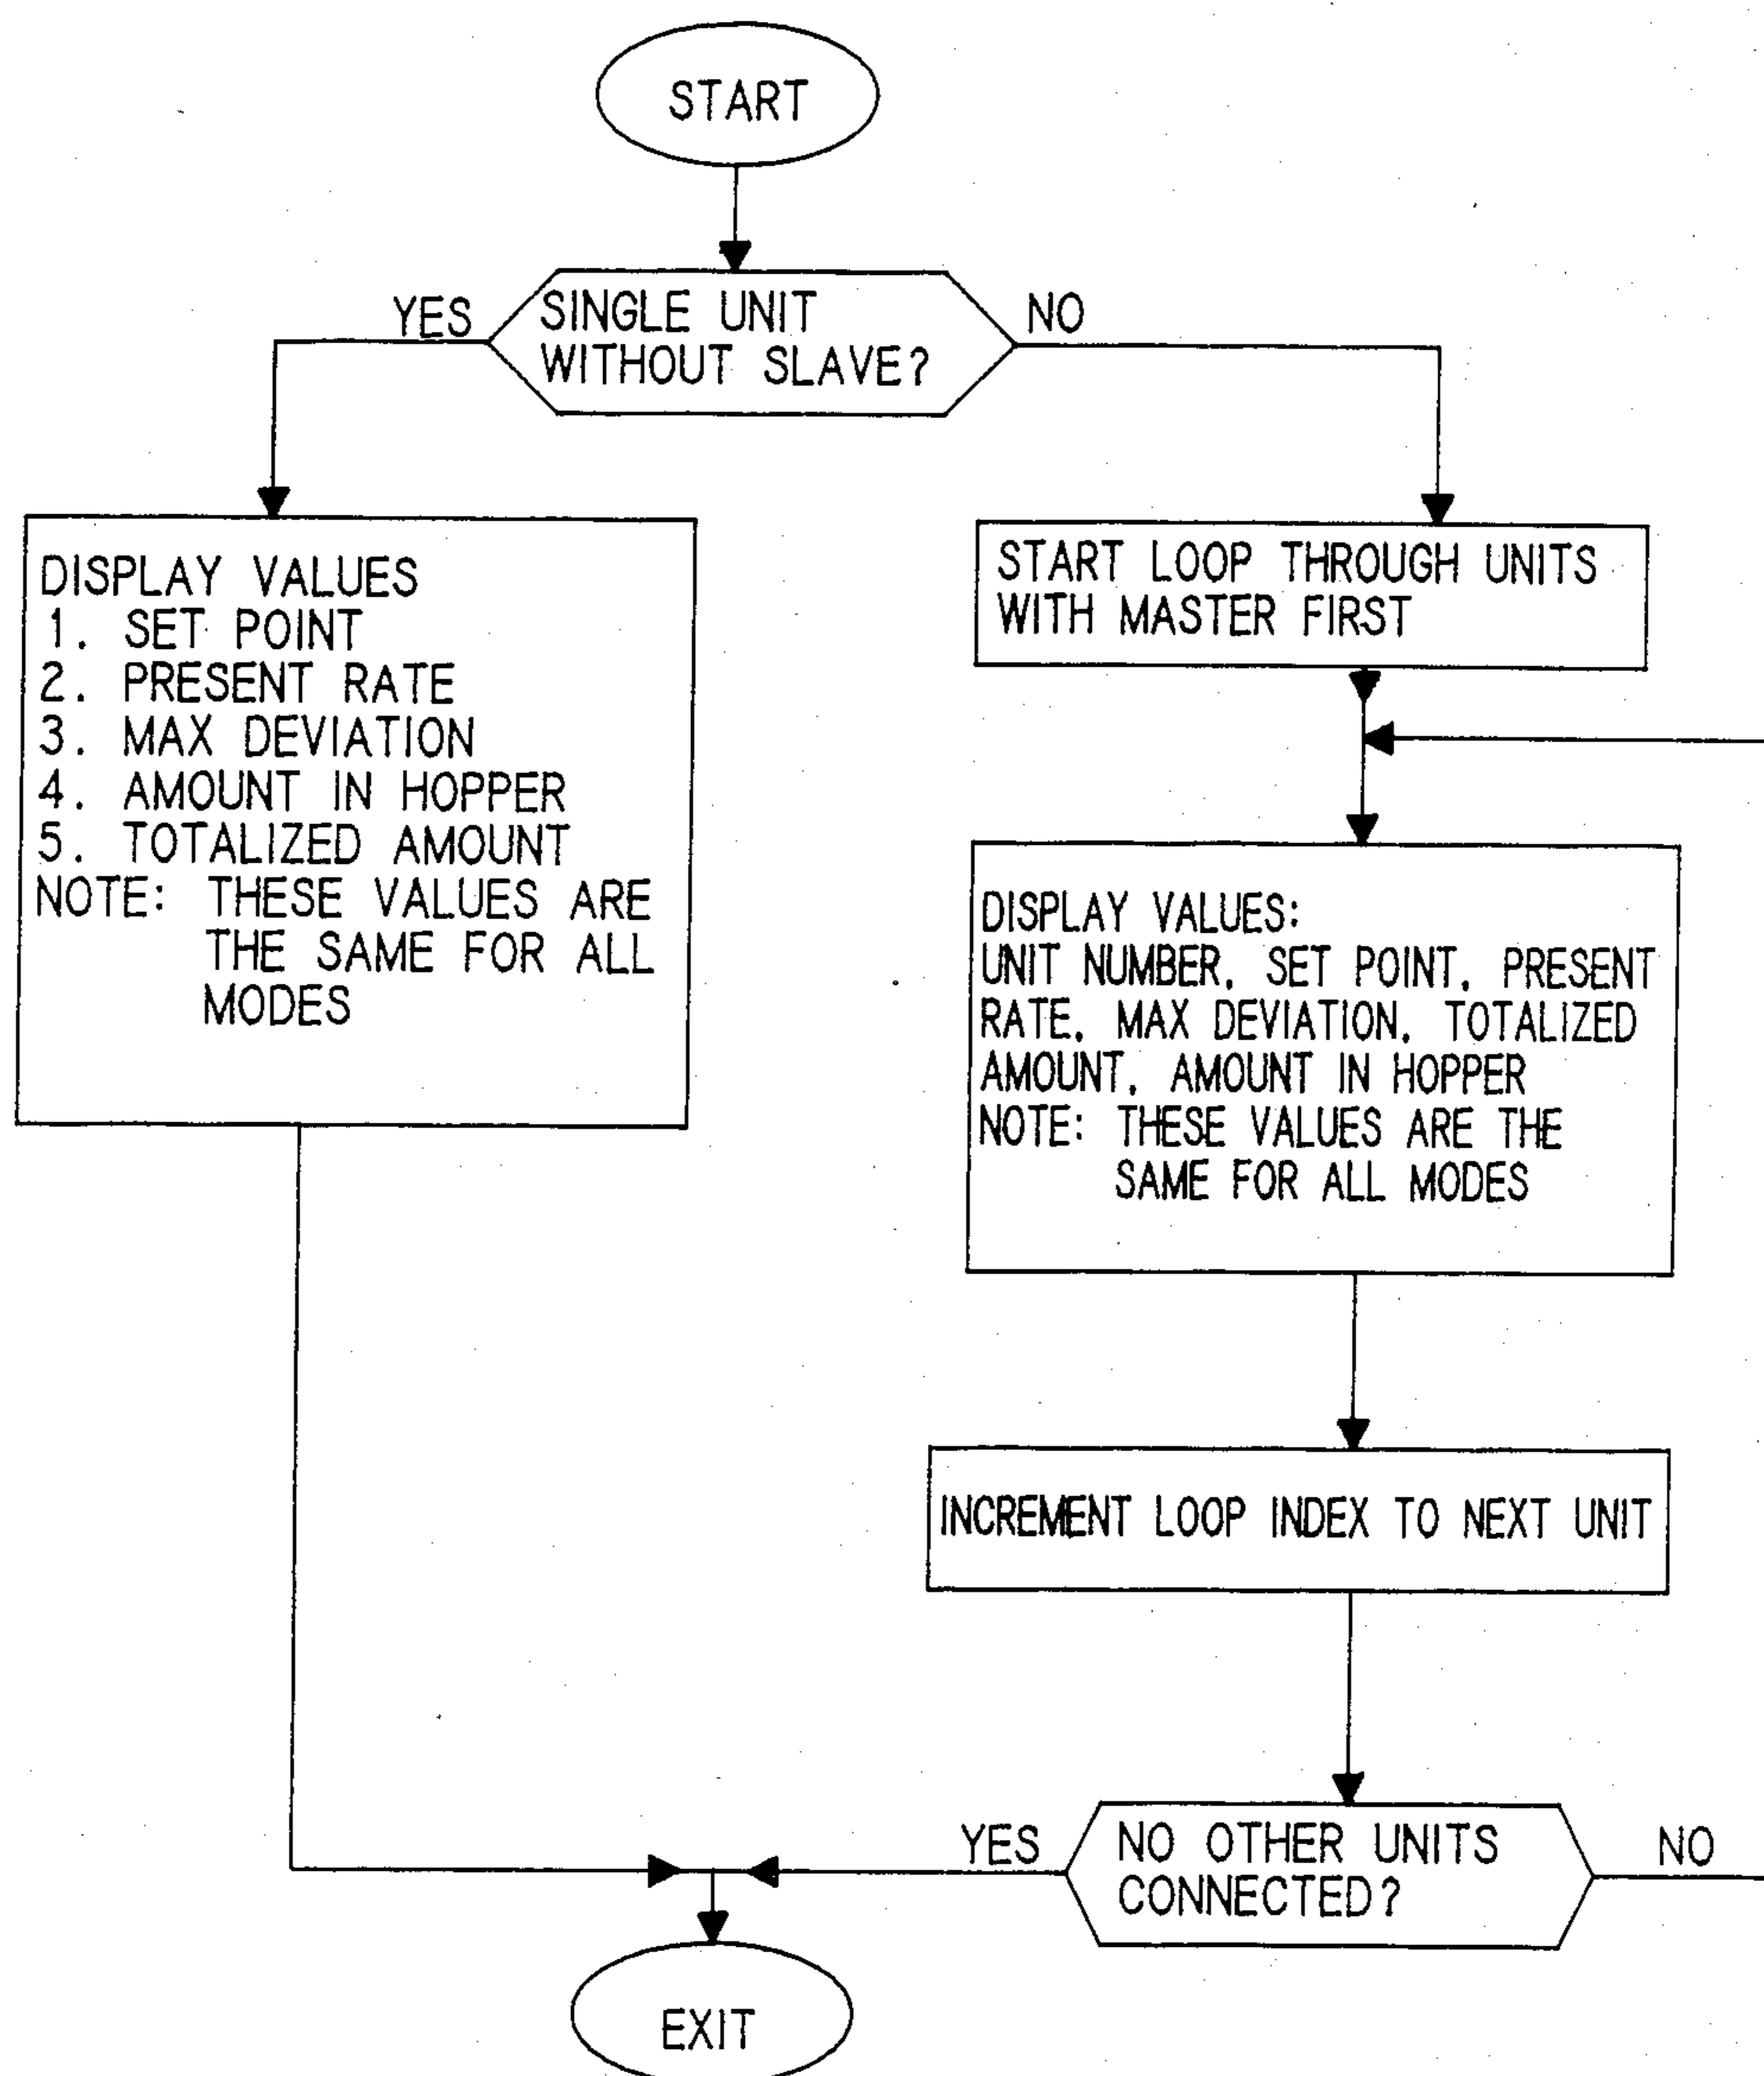 START
YES
SINGLE UNIT
WITHOUT SLAVE?
NO
DISPLAY VALUES
1. SET POINT
2. PRESENT RATE
3. MAX DEVIATION
4. AMOUNT IN HOPPER
5. TOTALIZED AMOUNT
NOTE: THESE VALUES ARE
THE SAME FOR ALL
MODES
START LOOP THROUGH UNITS
WITH MASTER FIRST
DISPLAY VALUES:
UNIT NUMBER, SET POINT, PRESENT
RATE, MAX DEVIATION, TOTALIZED
AMOUNT, AMOUNT IN HOPPER
NOTE: THESE VALUES ARE THE
SAME FOR ALL MODES
INCREMENT LOOP INDEX TO NEXT UNIT
YES
NO OTHER UNITS
CONNECTED?
NO
EXIT